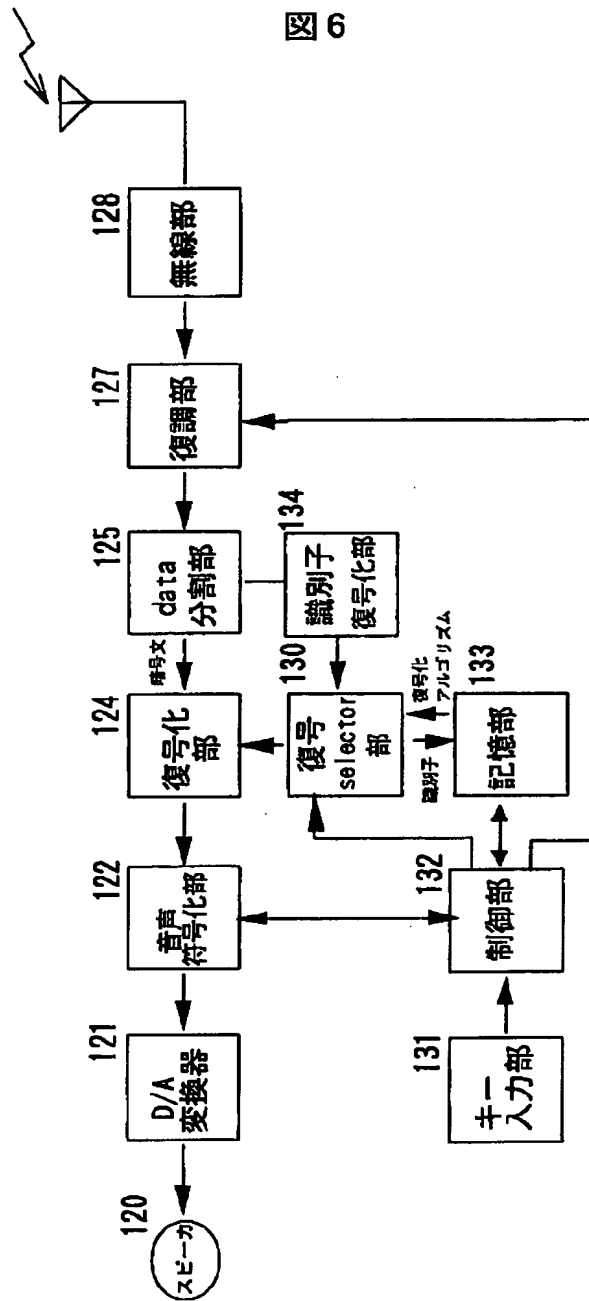 図6
128
無線部
127
復調部
125
data
分割部
134
識別子
復号化部
暗号文
124
復号化
部
130
復号
selector
部
復号化
アルゴリズム
識別子
133
記憶部
122
音声
符号化部
132
制御部
121
D/A
変換器
131
キー
入力部
120
スピーカ